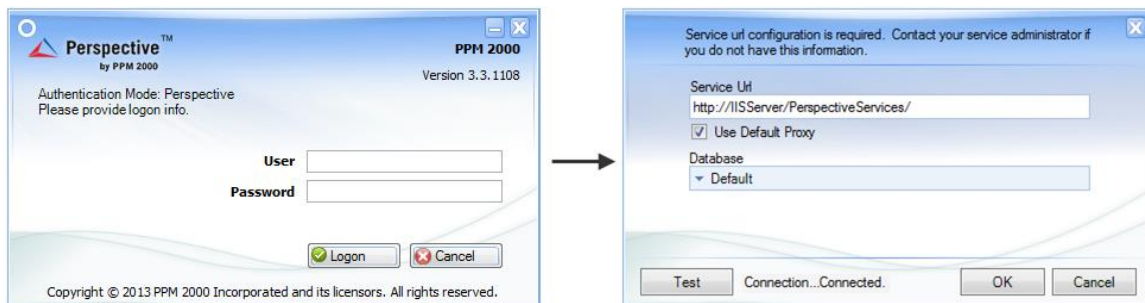 Perspective™
by PPM 2000
PPM 2000
Version 3.3.1108
Authentication Mode: Perspective
Please provide logon info.
User
Password
Logon
Cancel
Copyright © 2013 PPM 2000 Incorporated and its licensors. All rights reserved.
Service url configuration is required. Contact your service administrator if
you do not have this information.
Service Url
http://IISServer/PerspectiveServices/
Use Default Proxy
Database
Default
Test
Connection...Connected.
OK
Cancel